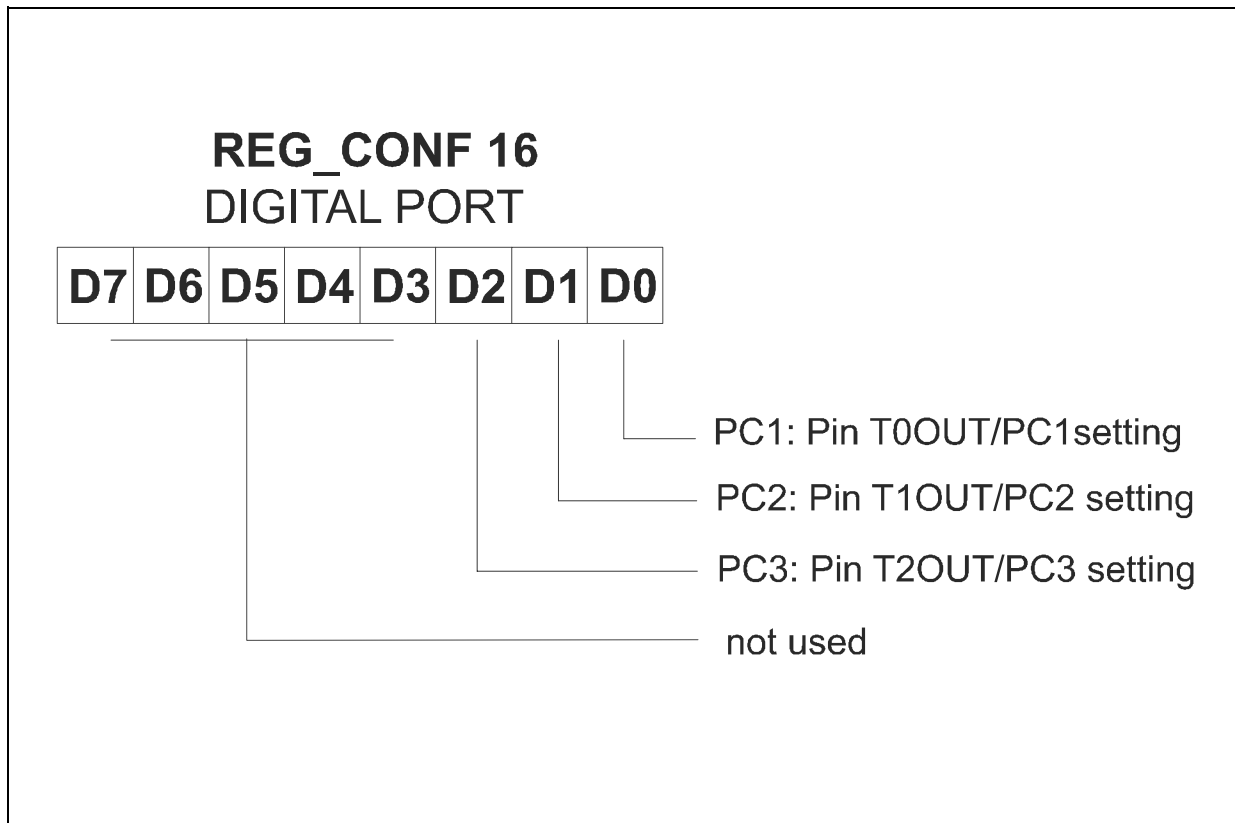 REG_CONF 16
DIGITAL PORT
D7 D6 D5 D4 D3 D2 D1 D0
PC1: Pin T0OUT/PC1setting
PC2: Pin T1OUT/PC2 setting
PC3: Pin T2OUT/PC3 setting
not used